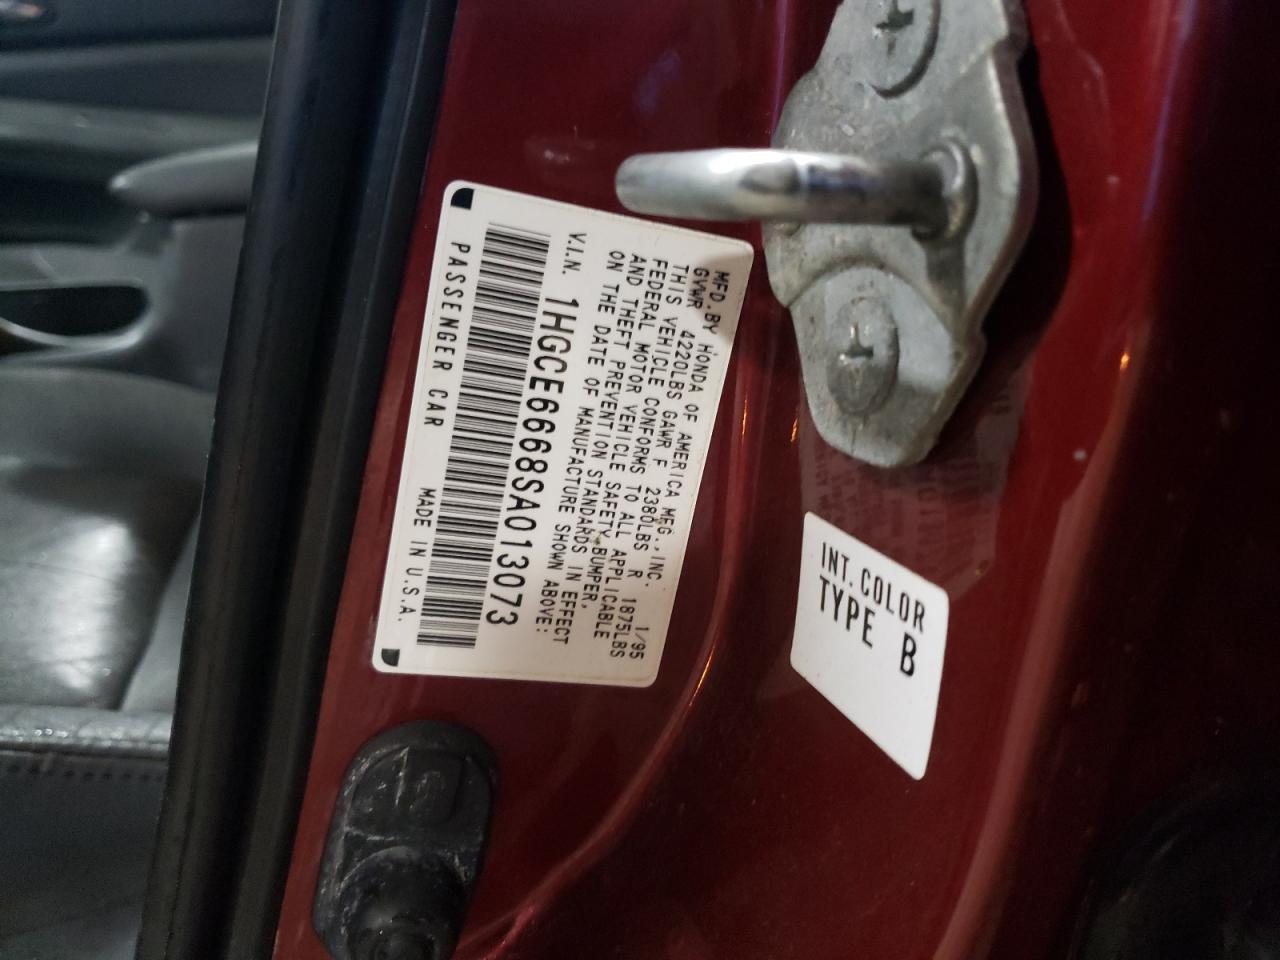 MFD. BY HONDA OF AMERICA MFG., INC. 1/95
GVWR 4220LBS GAWR F 2380LBS R 1875LBS
THIS VEHICLE CONFORMS TO ALL APPLICABLE
FEDERAL MOTOR VEHICLE SAFETY, BUMPER,
AND THEFT PREVENTION STANDARDS IN EFFECT
ON THE DATE OF MANUFACTURE SHOWN ABOVE:
V.I.N. 1HGCE6668SA013073
PASSENGER CAR MADE IN U.S.A.
INT. COLOR
TYPE B